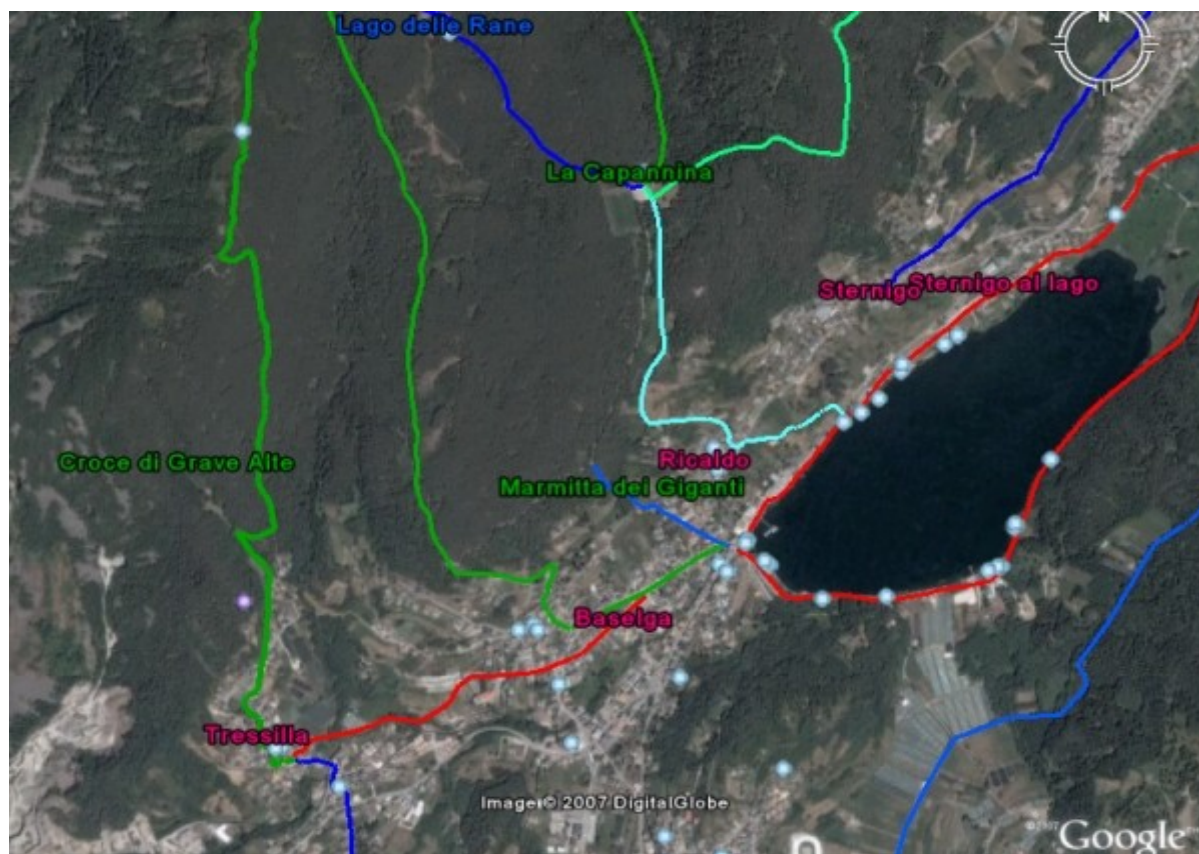 Lago delle Rane
N
La Capannina
Sternigo
Sternigo al lago
Croce di Grave Alte
Ricaldo
Marmitta dei Giganti
Baselga
Tressilla
Image © 2007 DigitalGlobe
©2007 Google